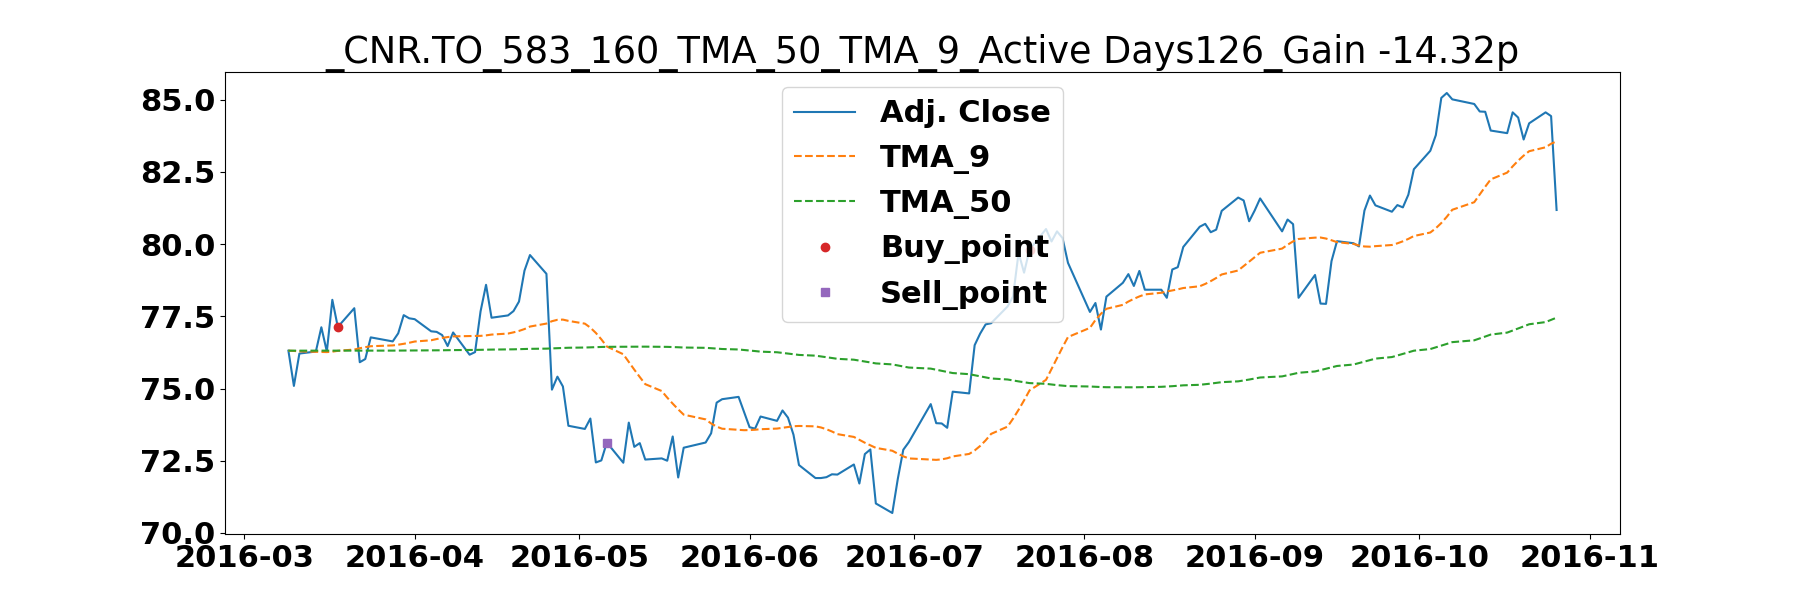 _CNR.TO_583_160_TMA_50_TMA_9_Active Days126_Gain -14.32p
85.0
82.5
80.0
77.5
75.0
72.5
70.0
Adj. Close
TMA_9
TMA_50
Buy_point
Sell_point
2016-03 2016-04 2016-05 2016-06 2016-07 2016-08 2016-09 2016-10 2016-11